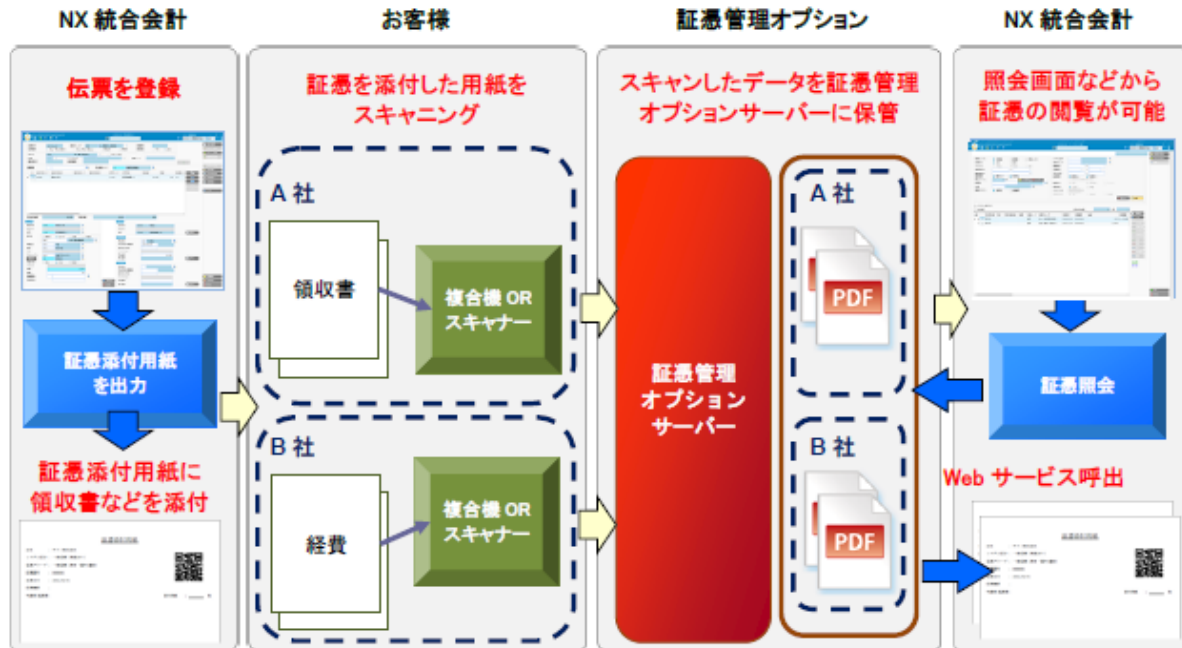 NX 統合会計
伝票を登録
証憑添付用紙
を出力
証憑添付用紙に
領収書などを添付
お客様
証憑を添付した用紙を
スキャニング
A 社
領収書
複合機 OR
スキャナー
B 社
経費
複合機 OR
スキャナー
証憑管理オプション
スキャンしたデータを証憑管理
オプションサーバーに保管
証憑管理
オプション
サーバー
A 社
PDF
B 社
PDF
NX 統合会計
照会画面などから
証憑の閲覧が可能
証憑照会
Web サービス呼出